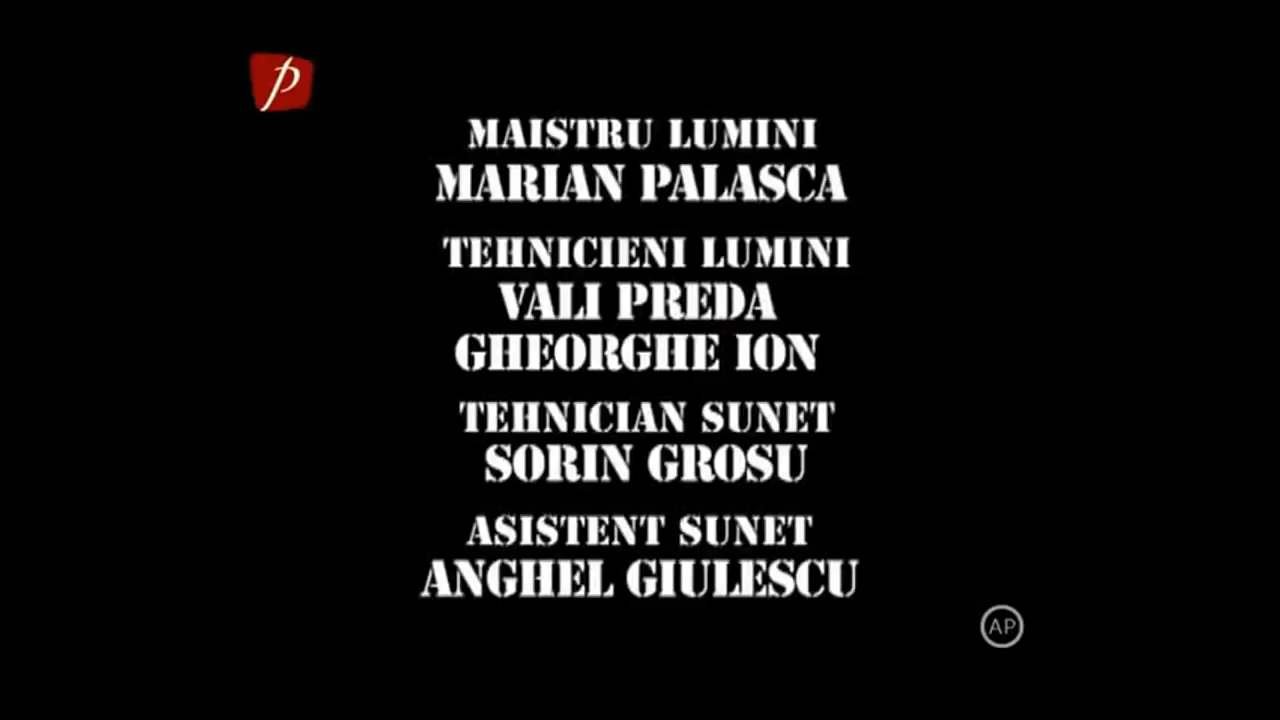 p
MAISTRU LUMINI
MARIAN PALASCA
TEHNICIENI LUMINI
VALI PREDA
GHEORGHE ION
TEHNICIAN SUNET
SORIN GROSU
ASISTENT SUNET
ANGHEL GIULESCU
AP